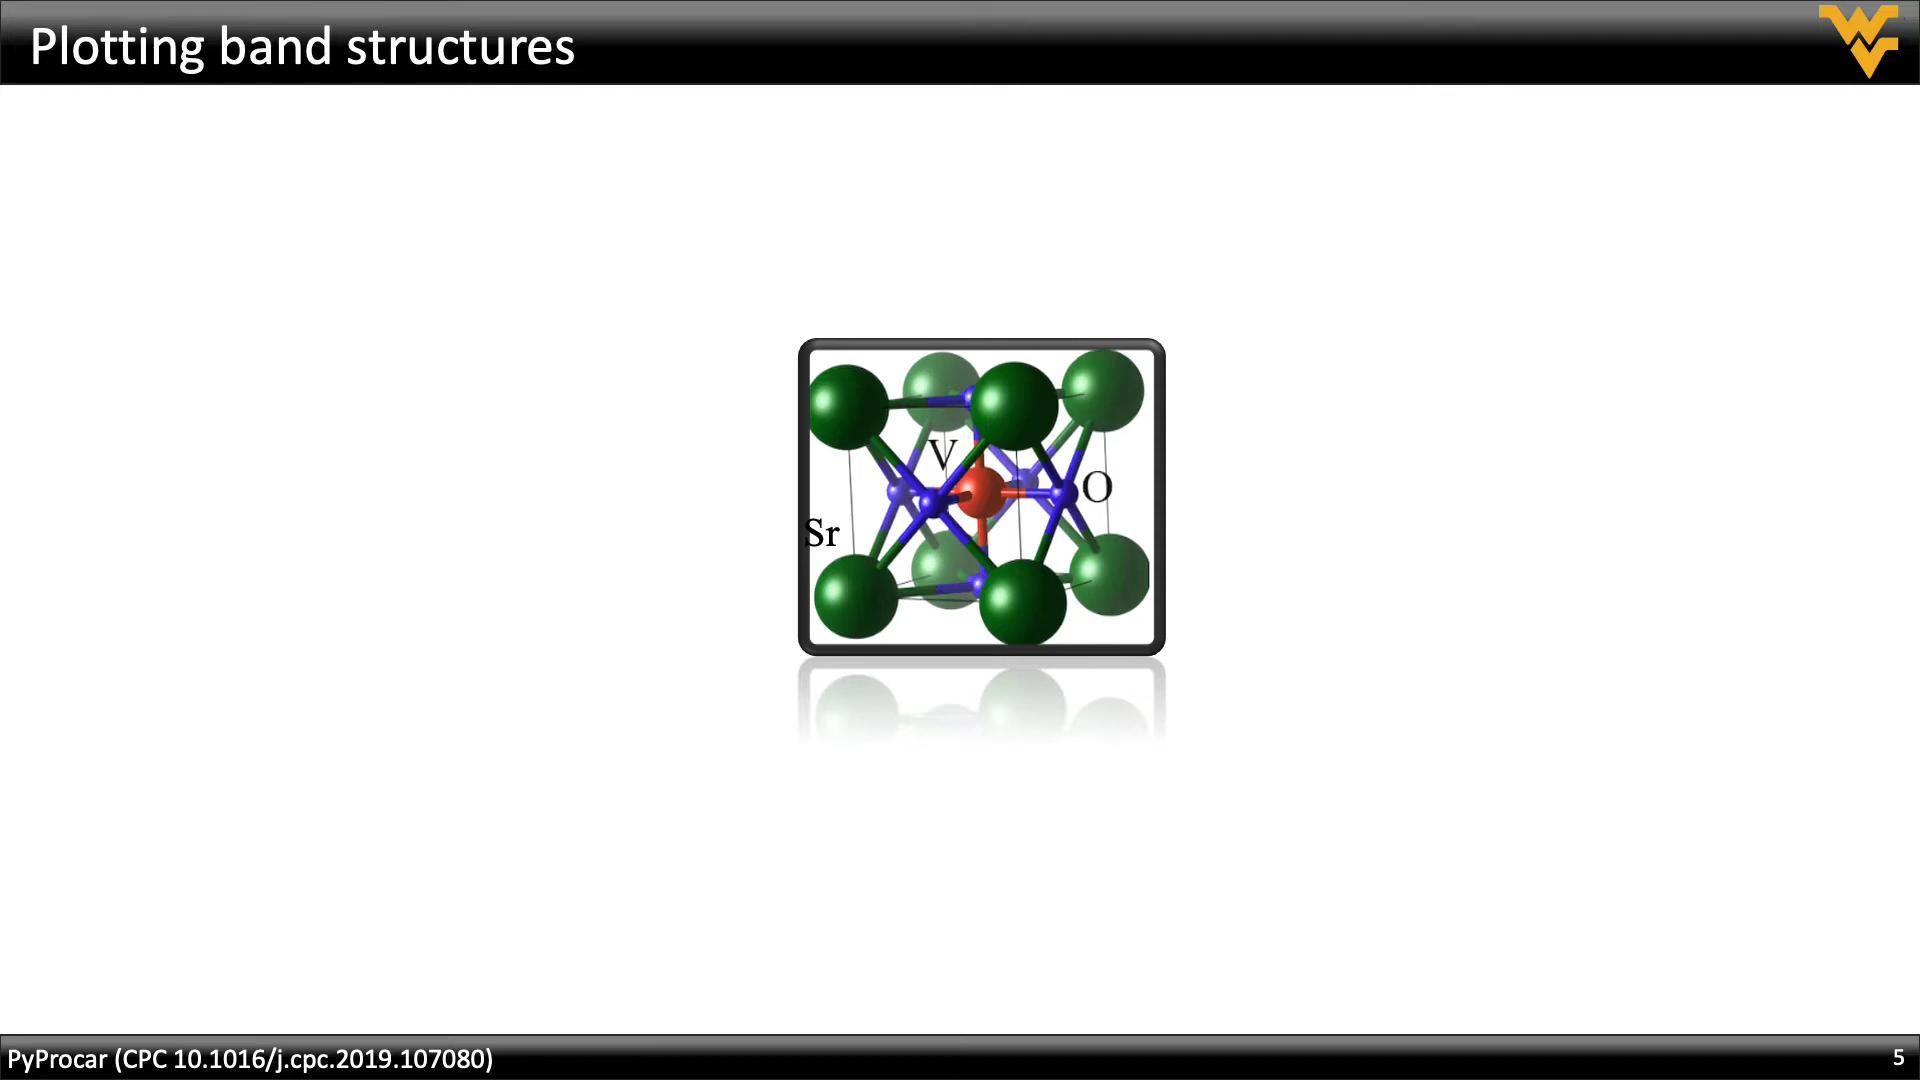 Plotting band structures
V
O
Sr
PyProcar (CPC 10.1016/j.cpc.2019.107080)
5